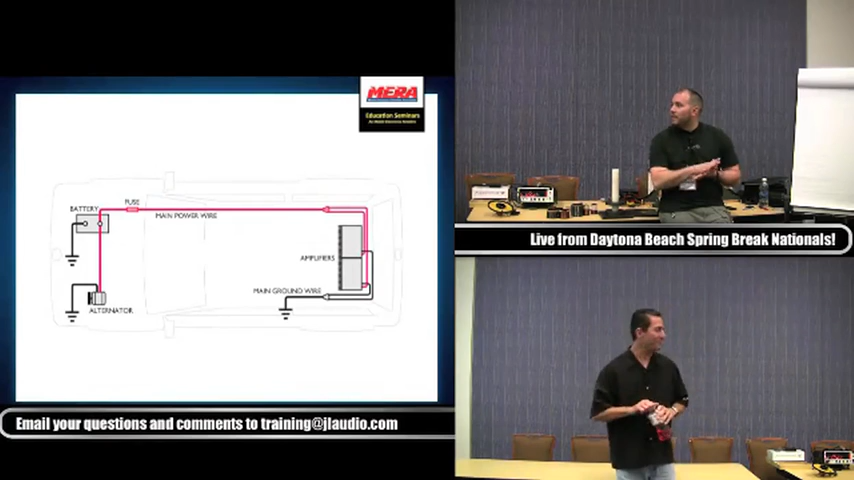 MERA
Education Seminars
BATTERY
FUSE
MAIN POWER WIRE
AMPLIFIERS
MAIN GROUND WIRE
ALTERNATOR
Email your questions and comments to training@jlaudio.com
Live from Daytona Beach Spring Break Nationals!